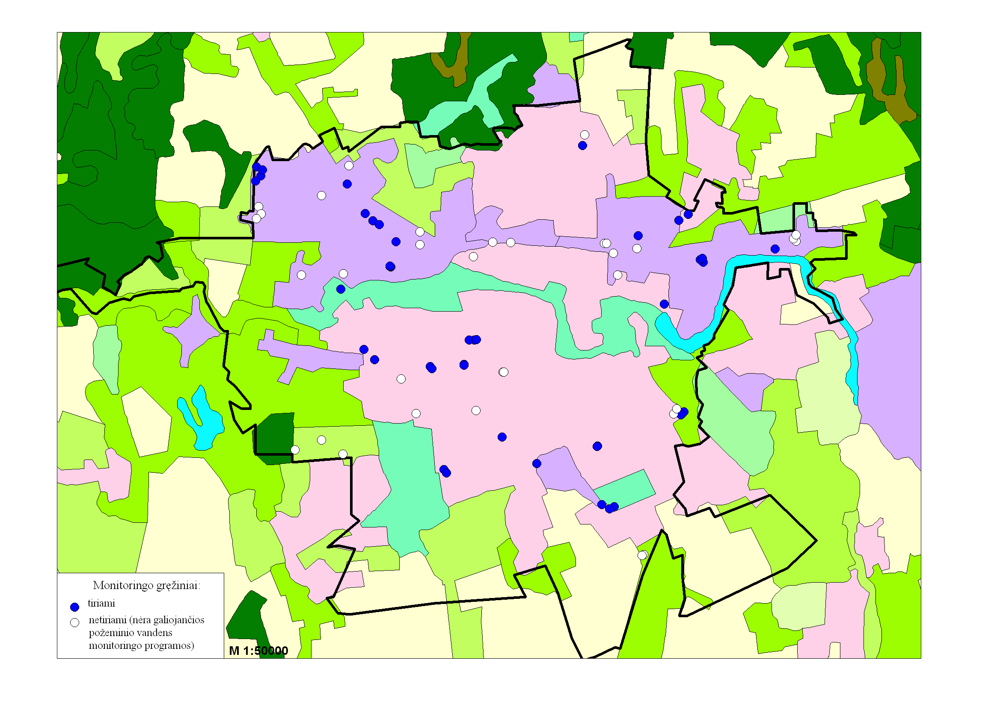 Monitoringo gręžiniai:
tiriami
netiriami (nėra galiojančios
požeminio vandens
monitoringo programos)
M 1:50000